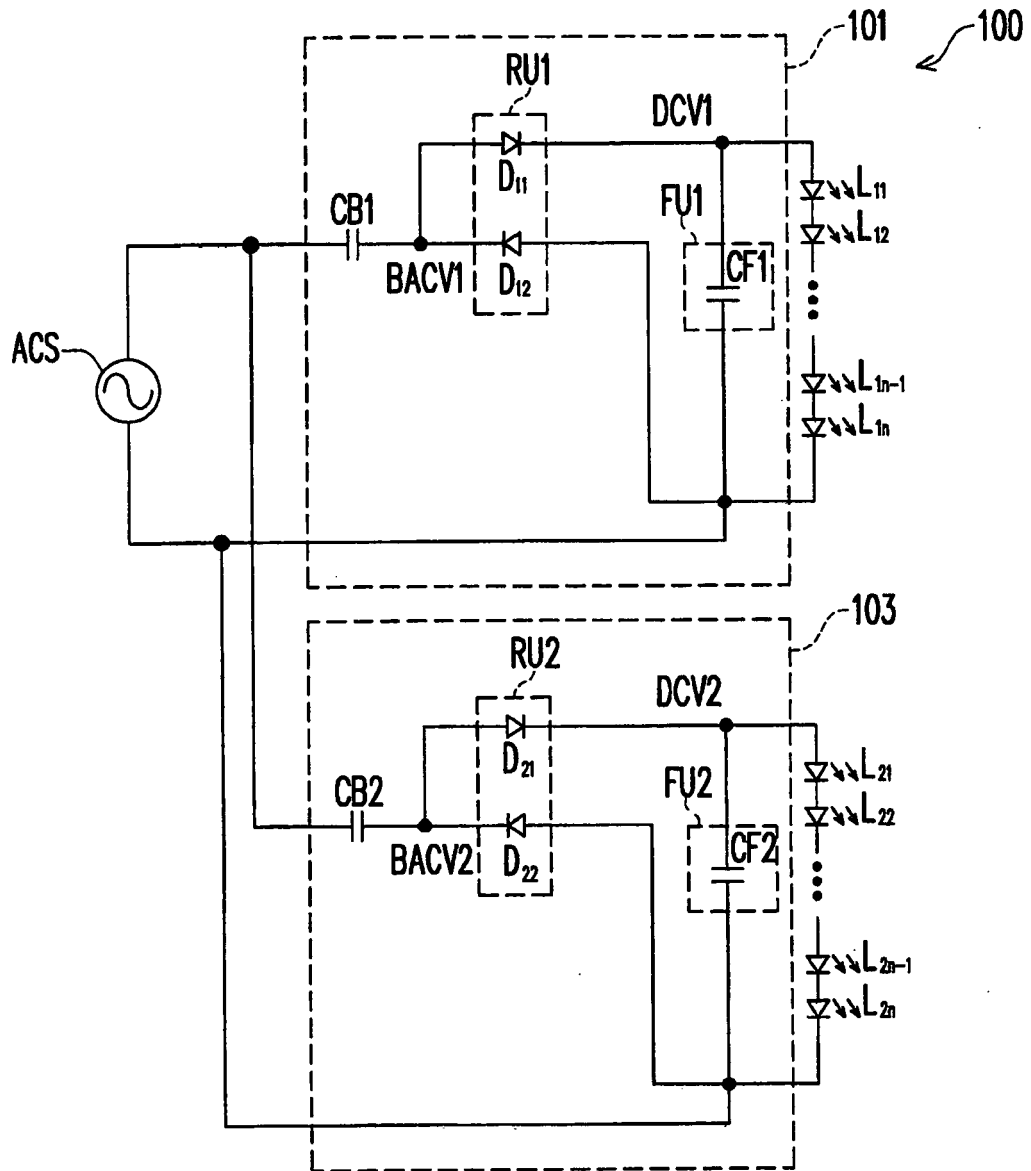 101
100
RU1
DCV1
D₁₁
L₁₁
FU1
CB1
L₁₂
CF1
BACV1
D₁₂
ACS
L₁ₙ₋₁
L₁ₙ
103
RU2
DCV2
D₂₁
L₂₁
FU2
CB2
L₂₂
CF2
BACV2
D₂₂
L₂ₙ₋₁
L₂ₙ